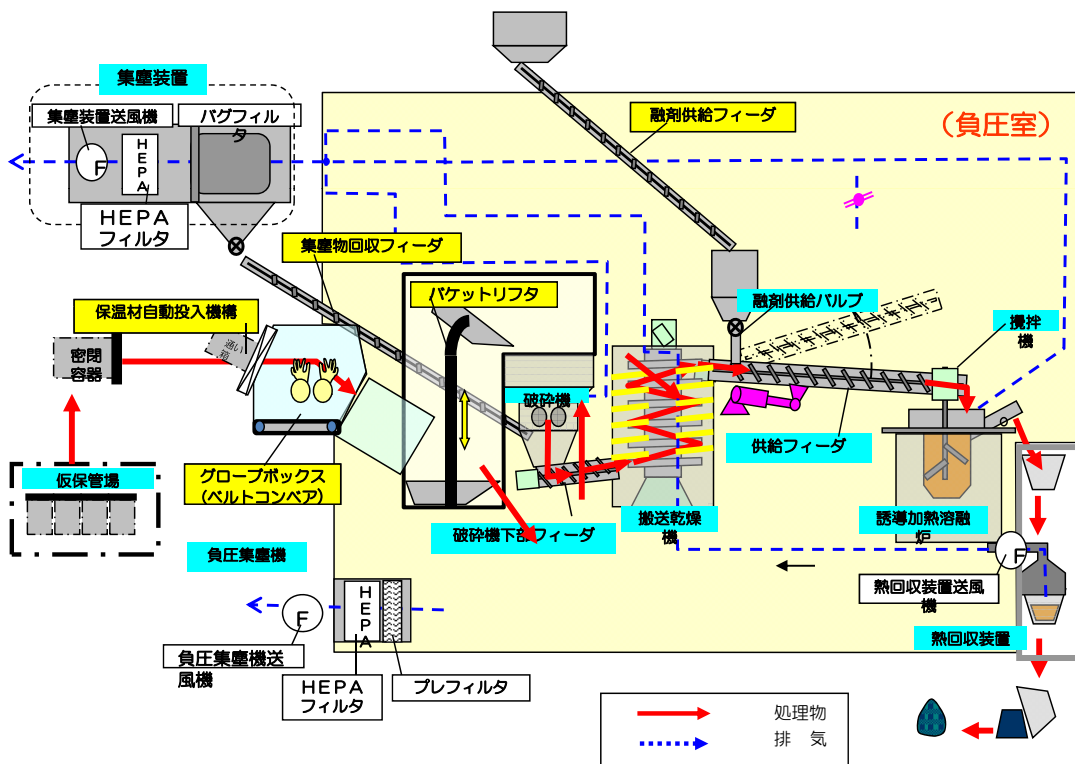 集塵装置
集塵装置送風機
バグフィル
タ
F
H
E
P
A
HEPA
フィルタ
融剤供給フィーダ
(負圧室)
集塵物回収フィーダ
バケットリフタ
融剤供給バルブ
保温材自動投入機構
密閉
容器
通い
箱
攪拌
機
破砕機
供給フィーダ
仮保管場
グローブボックス
(ベルトコンベア)
破砕機下部フィーダ
搬送乾燥
機
誘導加熱溶融
炉
負圧集塵機
F
熱回収装置送風
機
F
H
E
P
A
熱回収装置
負圧集塵機送
風機
HEPA
フィルタ
プレフィルタ
処理物
排 気